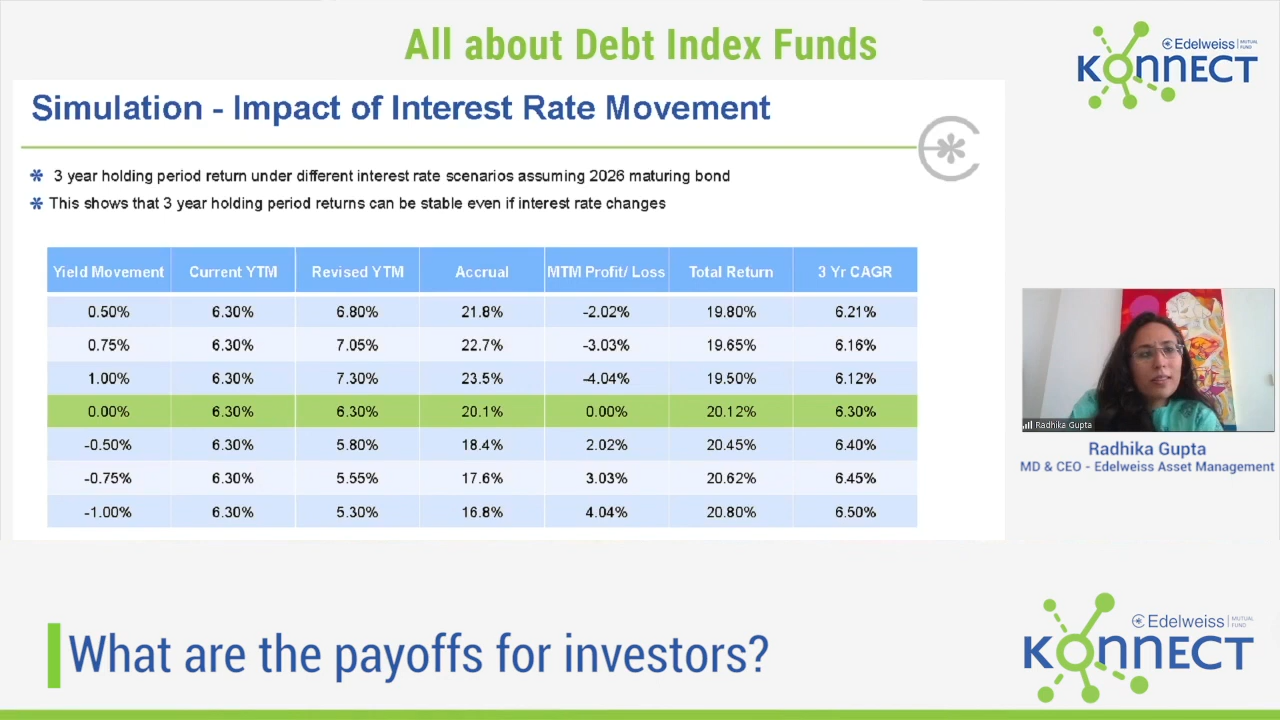 All about Debt Index Funds
Edelweiss MUTUAL FUND
KONNECT
Simulation - Impact of Interest Rate Movement
3 year holding period return under different interest rate scenarios assuming 2026 maturing bond
This shows that 3 year holding period returns can be stable even if interest rate changes
Yield Movement Current YTM Revised YTM Accrual MTM Profit/ Loss Total Return 3 Yr CAGR
0.50% 6.30% 6.80% 21.8% -2.02% 19.80% 6.21%
0.75% 6.30% 7.05% 22.7% -3.03% 19.65% 6.16%
1.00% 6.30% 7.30% 23.5% -4.04% 19.50% 6.12%
0.00% 6.30% 6.30% 20.1% 0.00% 20.12% 6.30%
-0.50% 6.30% 5.80% 18.4% 2.02% 20.45% 6.40%
-0.75% 6.30% 5.55% 17.6% 3.03% 20.62% 6.45%
-1.00% 6.30% 5.30% 16.8% 4.04% 20.80% 6.50%
Radhika Gupta
Radhika Gupta
MD & CEO - Edelweiss Asset Management
What are the payoffs for investors?
Edelweiss MUTUAL FUND
KONNECT